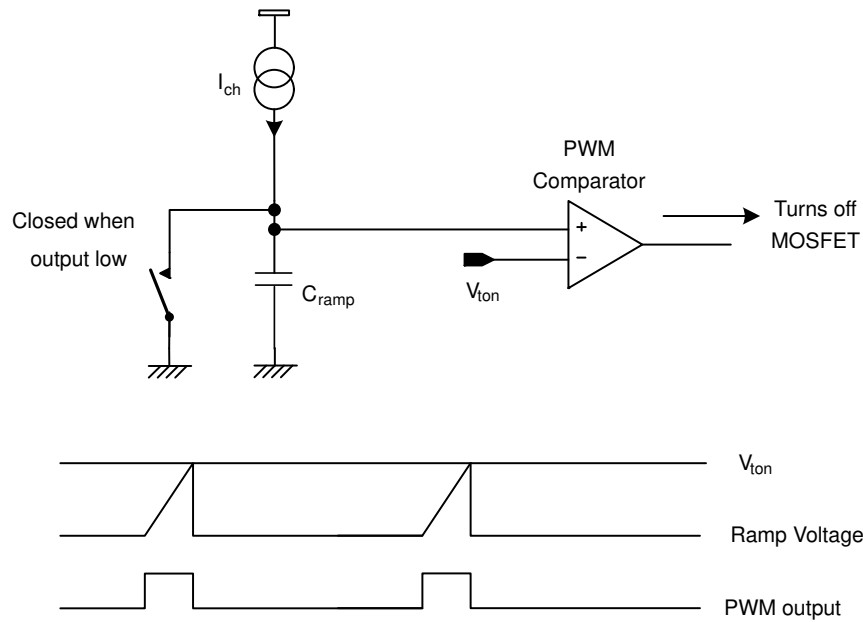 I_ch
PWM
Comparator
Closed when
output low
Turns off
MOSFET
+
−
V_ton
C_ramp
V_ton
Ramp Voltage
PWM output